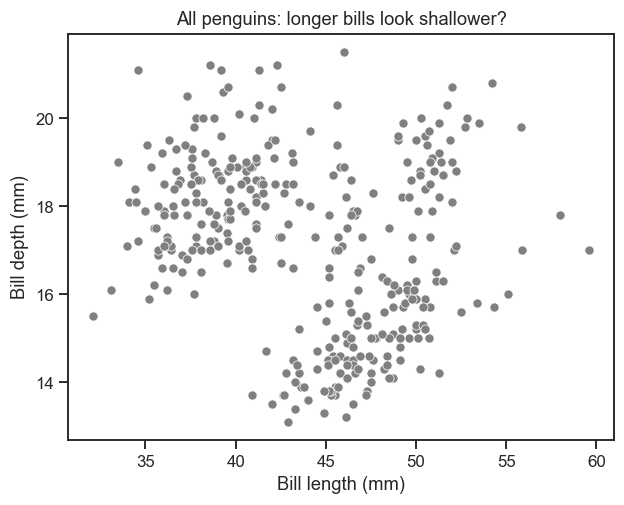 All penguins: longer bills look shallower?
Bill depth (mm)
20
18
16
14
35 40 45 50 55 60
Bill length (mm)